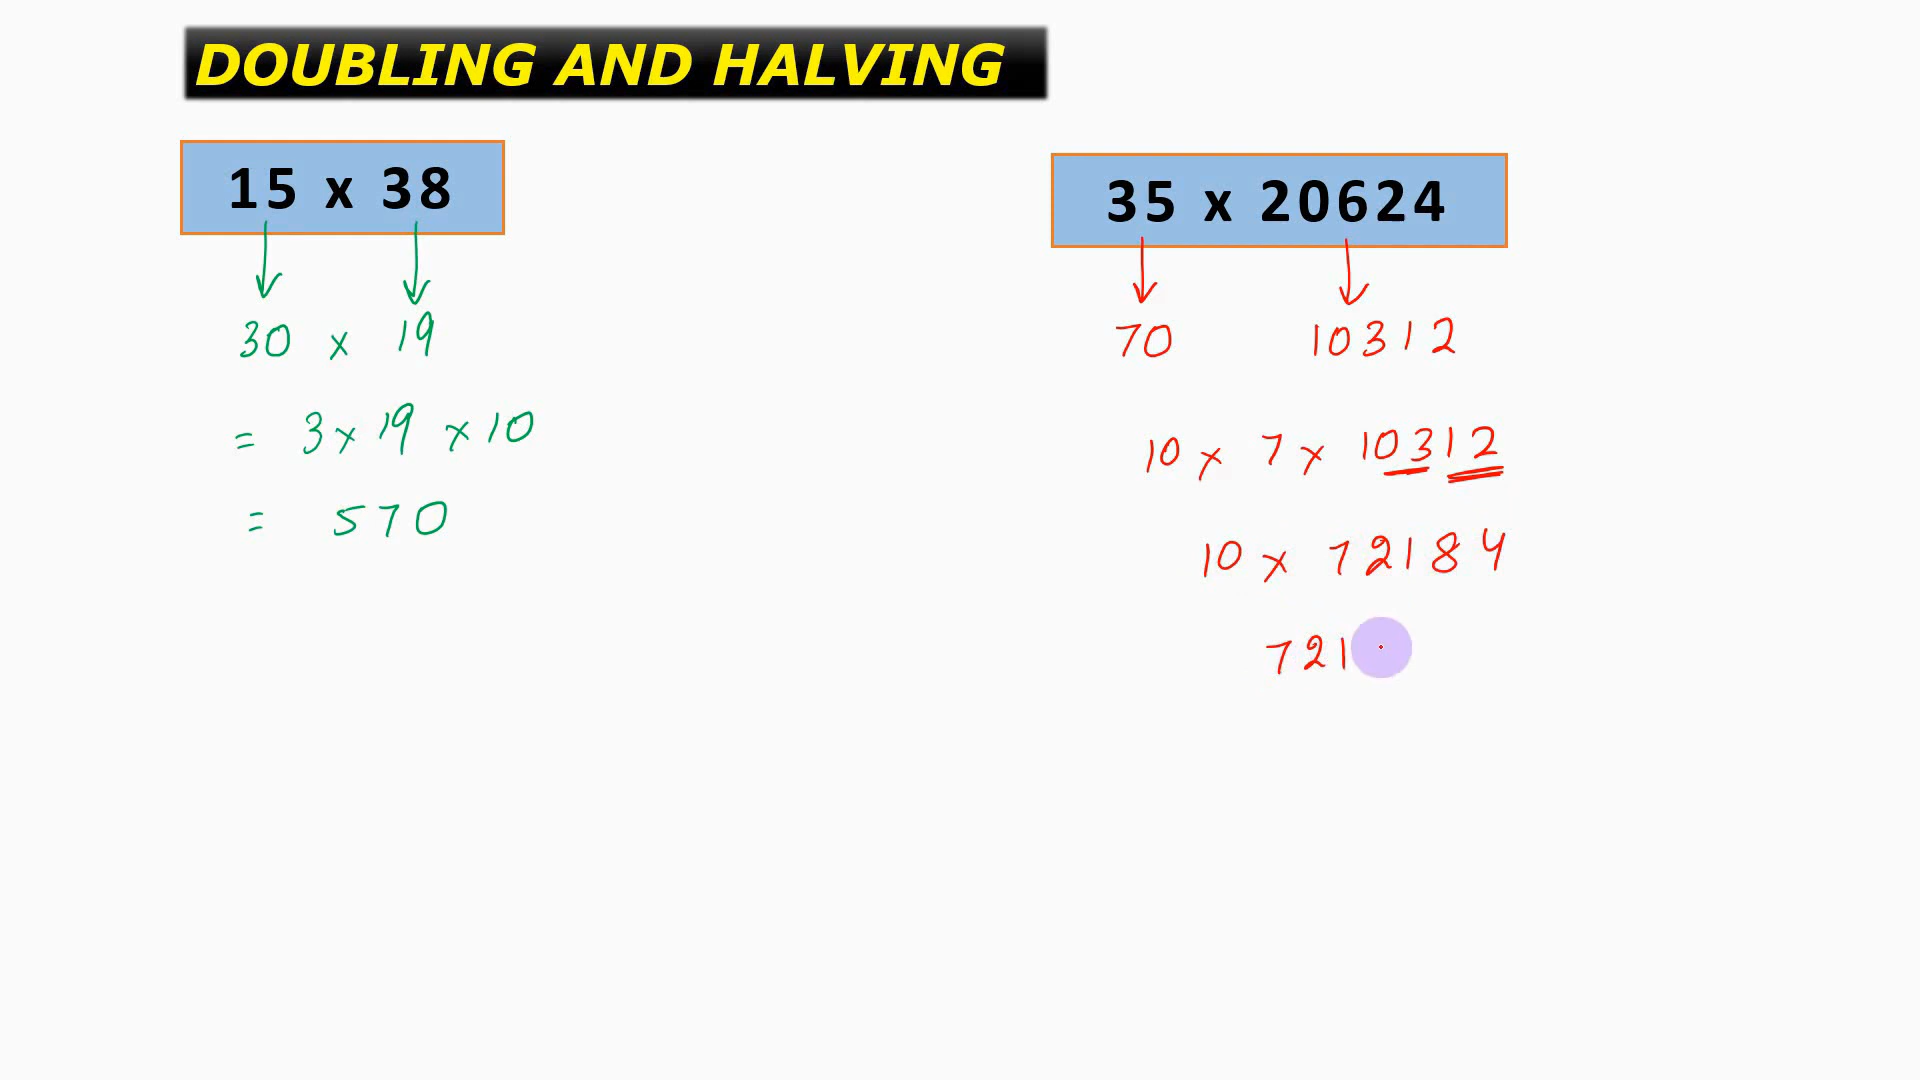 DOUBLING AND HALVING
15 x 38
30 x 19
= 3 x 19 x 10
= 570
35 x 20624
70 10312
10 x 7 x 10312
10 x 72184
721